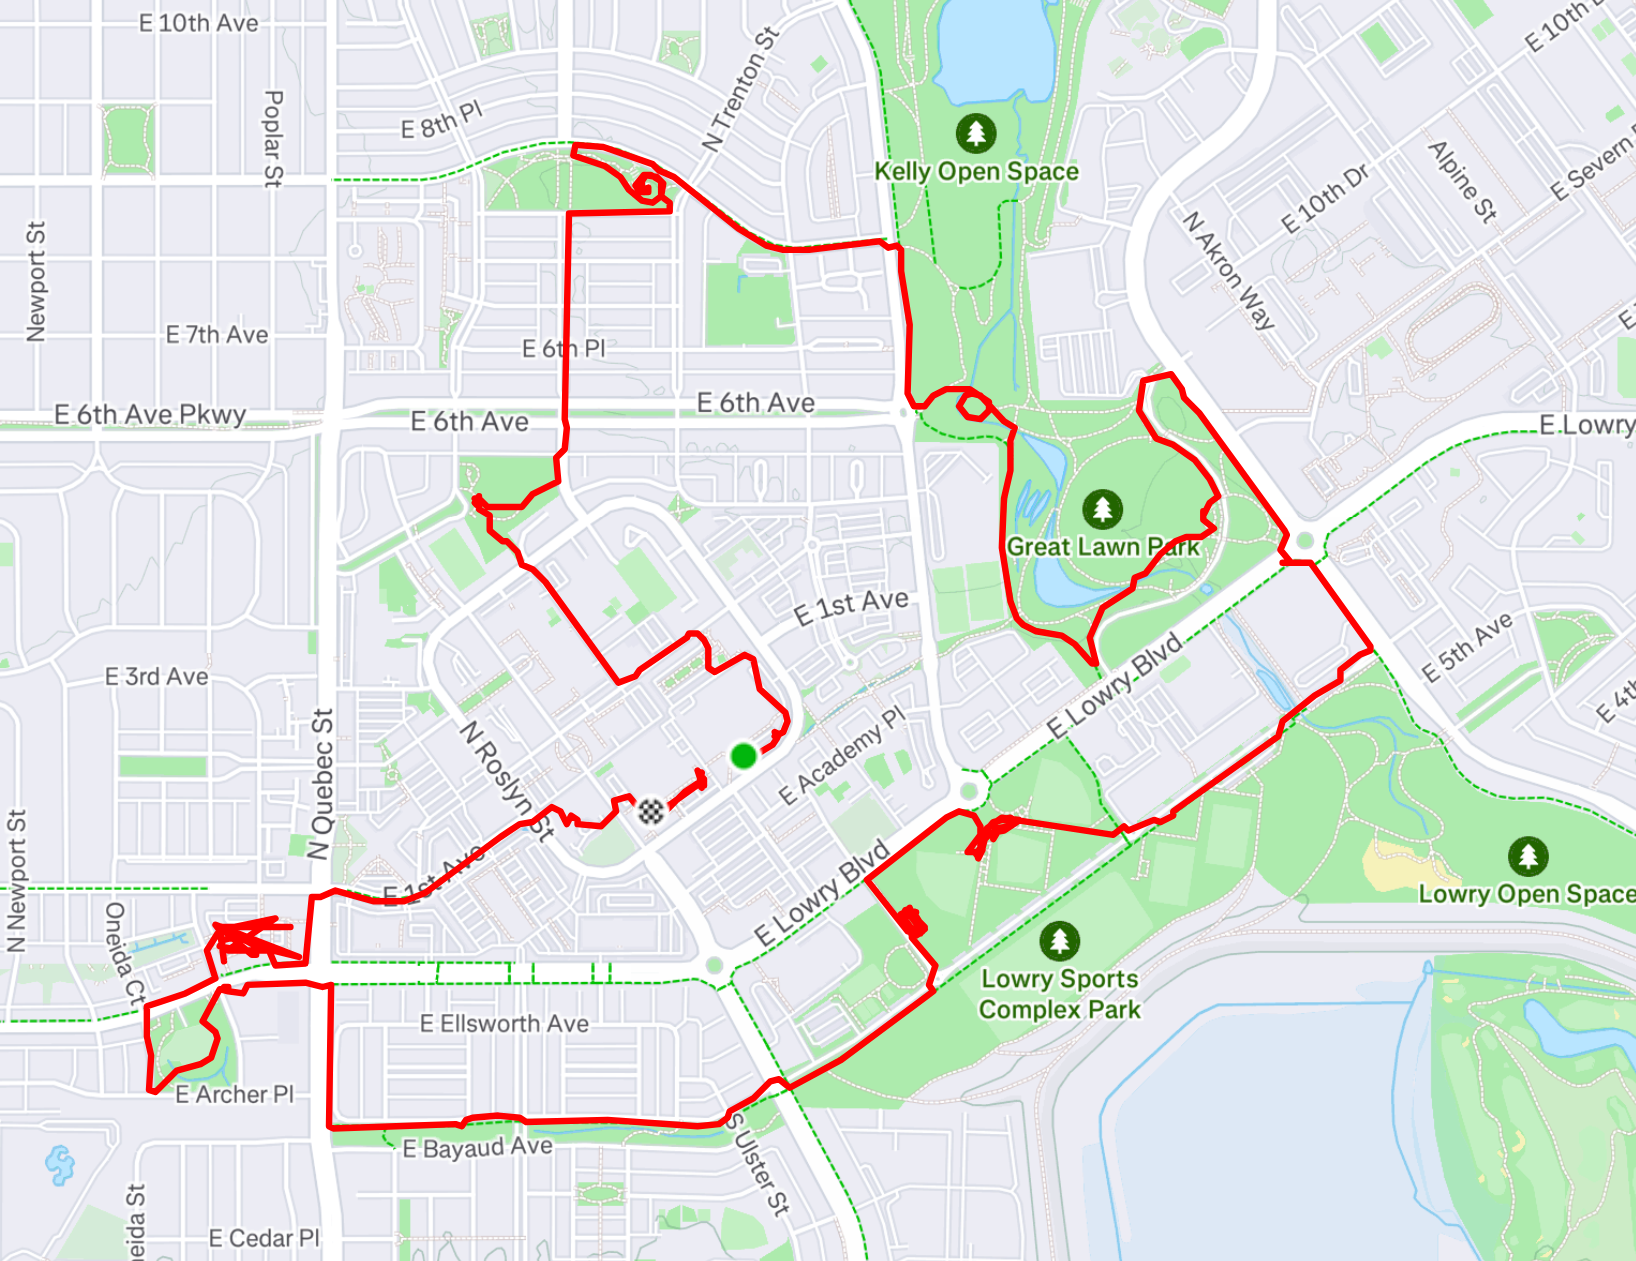 E 10th Ave
E 10th
Poplar St
E 8th Pl
N Trenton St
Kelly Open Space
Alpine St
E Severn
E 10th Dr
N Akron Way
Newport St
E 7th Ave
E 6th Pl
E 6th Ave Pkwy
E 6th Ave
E 6th Ave
E Lowry
Great Lawn Park
E 1st Ave
E 5th Ave
E 3rd Ave
E 4th
E Lowry Blvd
N Quebec St
N Roslyn St
E Academy Pl
N Newport St
E 1st Ave
E Lowry Blvd
Lowry Open Space
Oneida Ct
Lowry Sports
Complex Park
E Ellsworth Ave
E Archer Pl
E Bayaud Ave
S Ulster St
eida St
E Cedar Pl